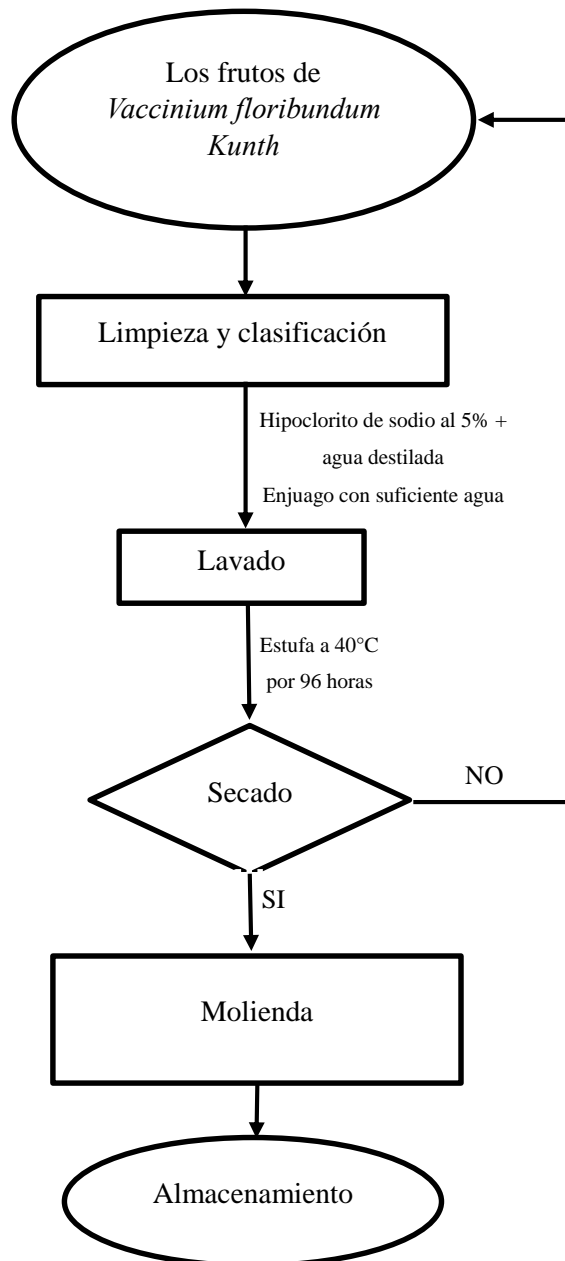 Los frutos de
Vaccinium floribundum
Kunth
Limpieza y clasificación
Hipoclorito de sodio al 5% +
agua destilada
Enjuago con suficiente agua
Lavado
Estufa a 40°C
por 96 horas
Secado
NO
SI
Molienda
Almacenamiento